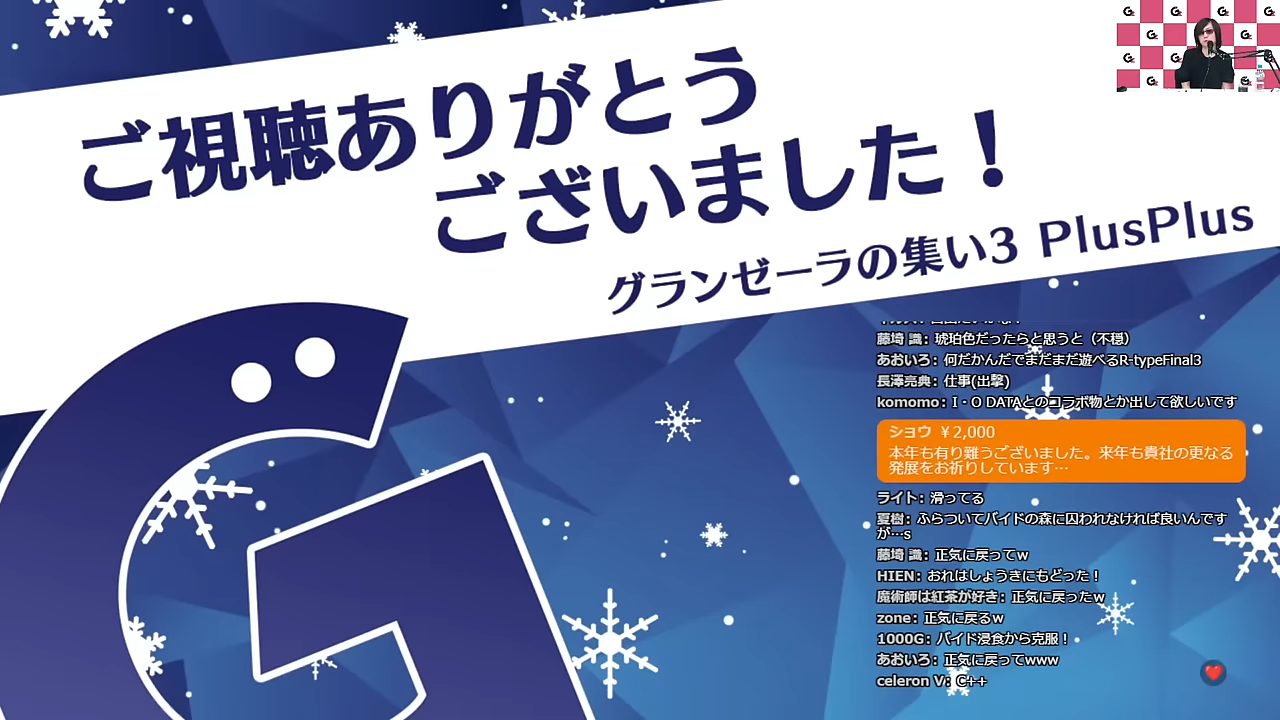 ご視聴ありがとう
ございました！
グランゼーラの集い3 PlusPlus
藤埼 識: 琥珀色だったらと思うと（不穏）
あおいろ: 何だかんだでまだまだ遊べるR-typeFinal3
長澤亮典: 仕事(出撃)
komomo: I・O DATAとのコラボ物とか出して欲しいです
ショウ ￥2,000
本年も有り難うございました。来年も貴社の更なる
発展をお祈りしています…
ライト: 滑ってる
夏樹: ふらついてバイドの森に囚われなければ良いんです
が…s
藤埼 識: 正気に戻ってw
HIEN: おれはしょうきにもどった！
魔術師は紅茶が好き: 正気に戻ったw
zone: 正気に戻るw
1000G: バイド浸食から克服！
あおいろ: 正気に戻ってwww
celeron V: C++